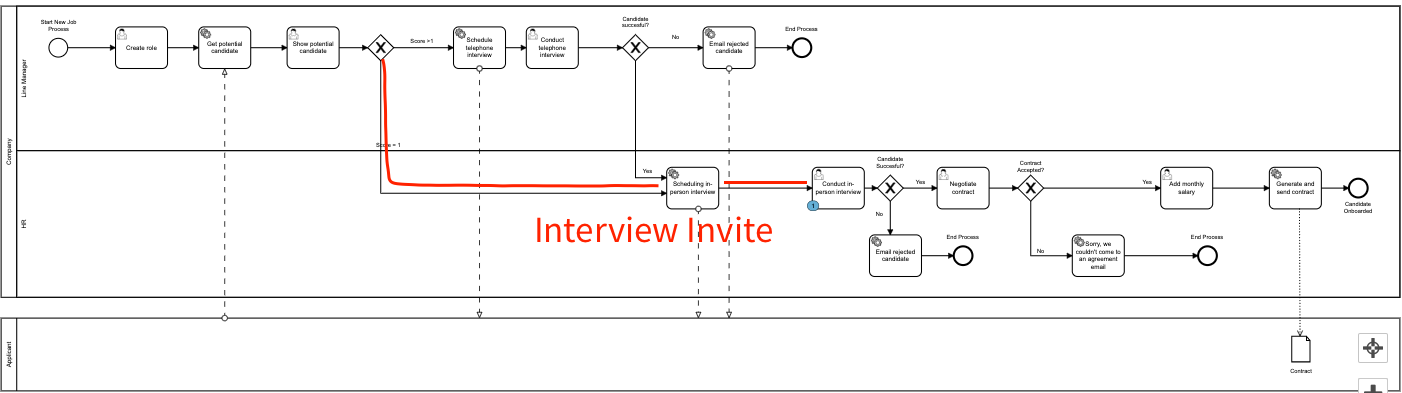 Company
Line Manager
Start New Job
Process
Create role
Get potential
candidate
Show potential
candidate
Score >1
Schedule
telephone
interview
Conduct
telephone
interview
Candidate
succesful?
No
Email rejected
candidate
End Process
Score = 1
HR
Yes
Scheduling in-
person interview
Conduct in-
person interview
1
Candidate
Succesful?
Yes
Negotiate
contract
Contract
Accepted?
Yes
Add monthly
salary
Generate and
send contract
Candidate
Onboarded
No
Email rejected
candidate
End Process
No
Sorry, we
couldn't come to
an agreement
email
End Process
Interview Invite
Applicant
Contract